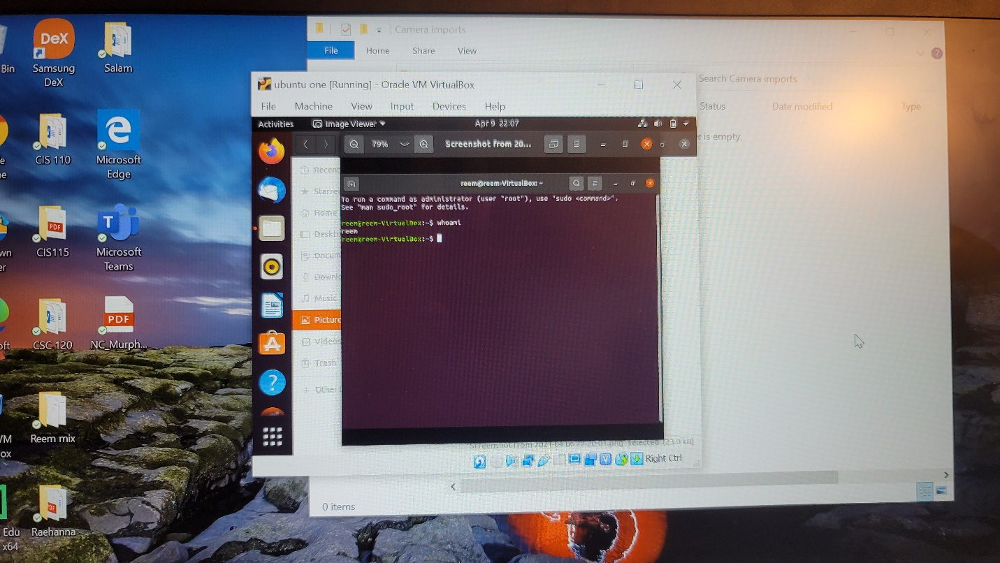 Bin
DeX
Samsung
DeX
Salam
CIS 110
Microsoft
Edge
PDF
CIS115
T
Microsoft
Teams
CSC 120
PDF
NC_Murph...
Reem mix
PDF
Raehanna
Edu
x64
Camera imports
File Home Share View
?
Search Camera imports
Status Date modified Type
is empty.
0 items
ubuntu one [Running] - Oracle VM VirtualBox
File Machine View Input Devices Help
Activities Image Viewer Apr 9 22:07
79% Screenshot from 20...
Recent
Starre
Home
Deskto
Docum
Downlo
Music
Picture
Videos
Trash
Other
?
reem@reem-VirtualBox: ~
To run a command as administrator (user "root"), use "sudo <command>".
See "man sudo_root" for details.
reem@reem-VirtualBox:~$ whoami
reem
reem@reem-VirtualBox:~$
Screenshot from 2021-04-08 22-20-01.png" selected (23.0 kB)
Right Ctrl